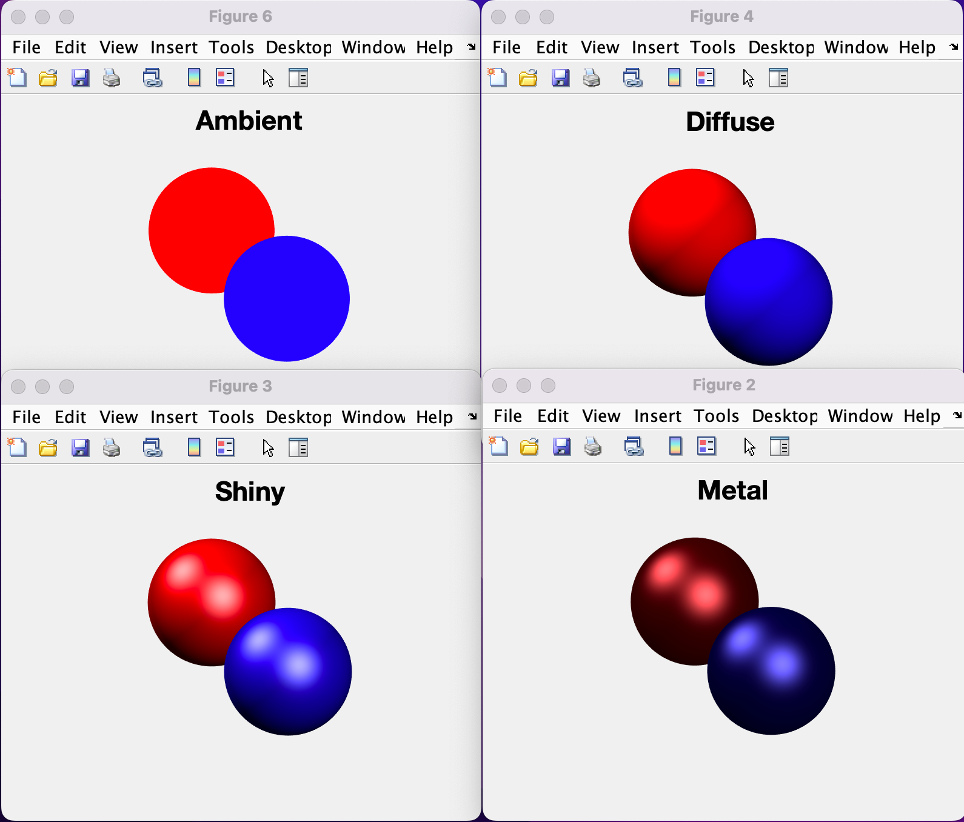 Figure 6
File Edit View Insert Tools Desktop Window Help
Ambient
Figure 4
File Edit View Insert Tools Desktop Window Help
Diffuse
Figure 3
File Edit View Insert Tools Desktop Window Help
Shiny
Figure 2
File Edit View Insert Tools Desktop Window Help
Metal